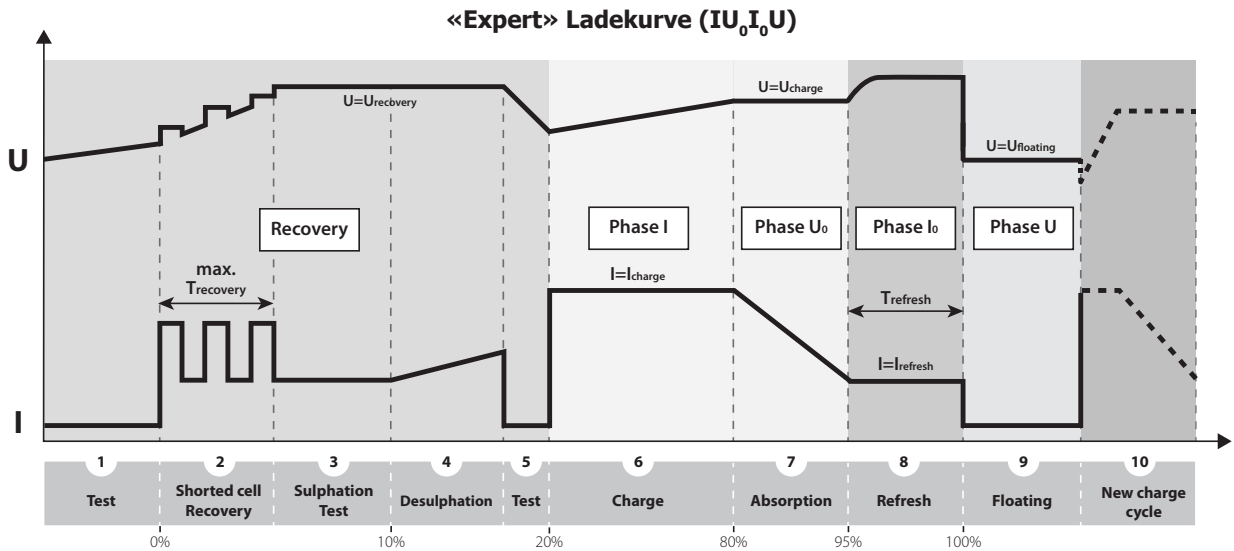 «Expert» Ladekurve (IU₀I₀U)
U=Urecovery
U=Ucharge
U=Ufloating
U
Recovery
Phase I
Phase U₀
Phase I₀
Phase U
max.
Trecovery
I=Icharge
Trefresh
I=Irefresh
I
1 2 3 4 5 6 7 8 9 10
Test
Shorted cell
Recovery
Sulphation
Test
Desulphation
Test
Charge
Absorption
Refresh
Floating
New charge
cycle
0% 10% 20% 80% 95% 100%